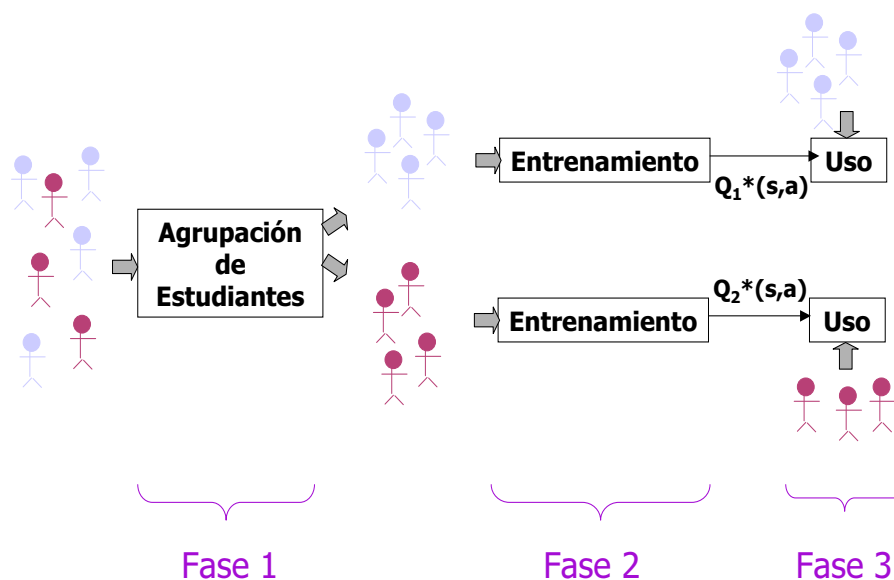 Entrenamiento
Q₁*(s,a)
Uso
Agrupación
de
Estudiantes
Entrenamiento
Q₂*(s,a)
Uso
Fase 1
Fase 2
Fase 3